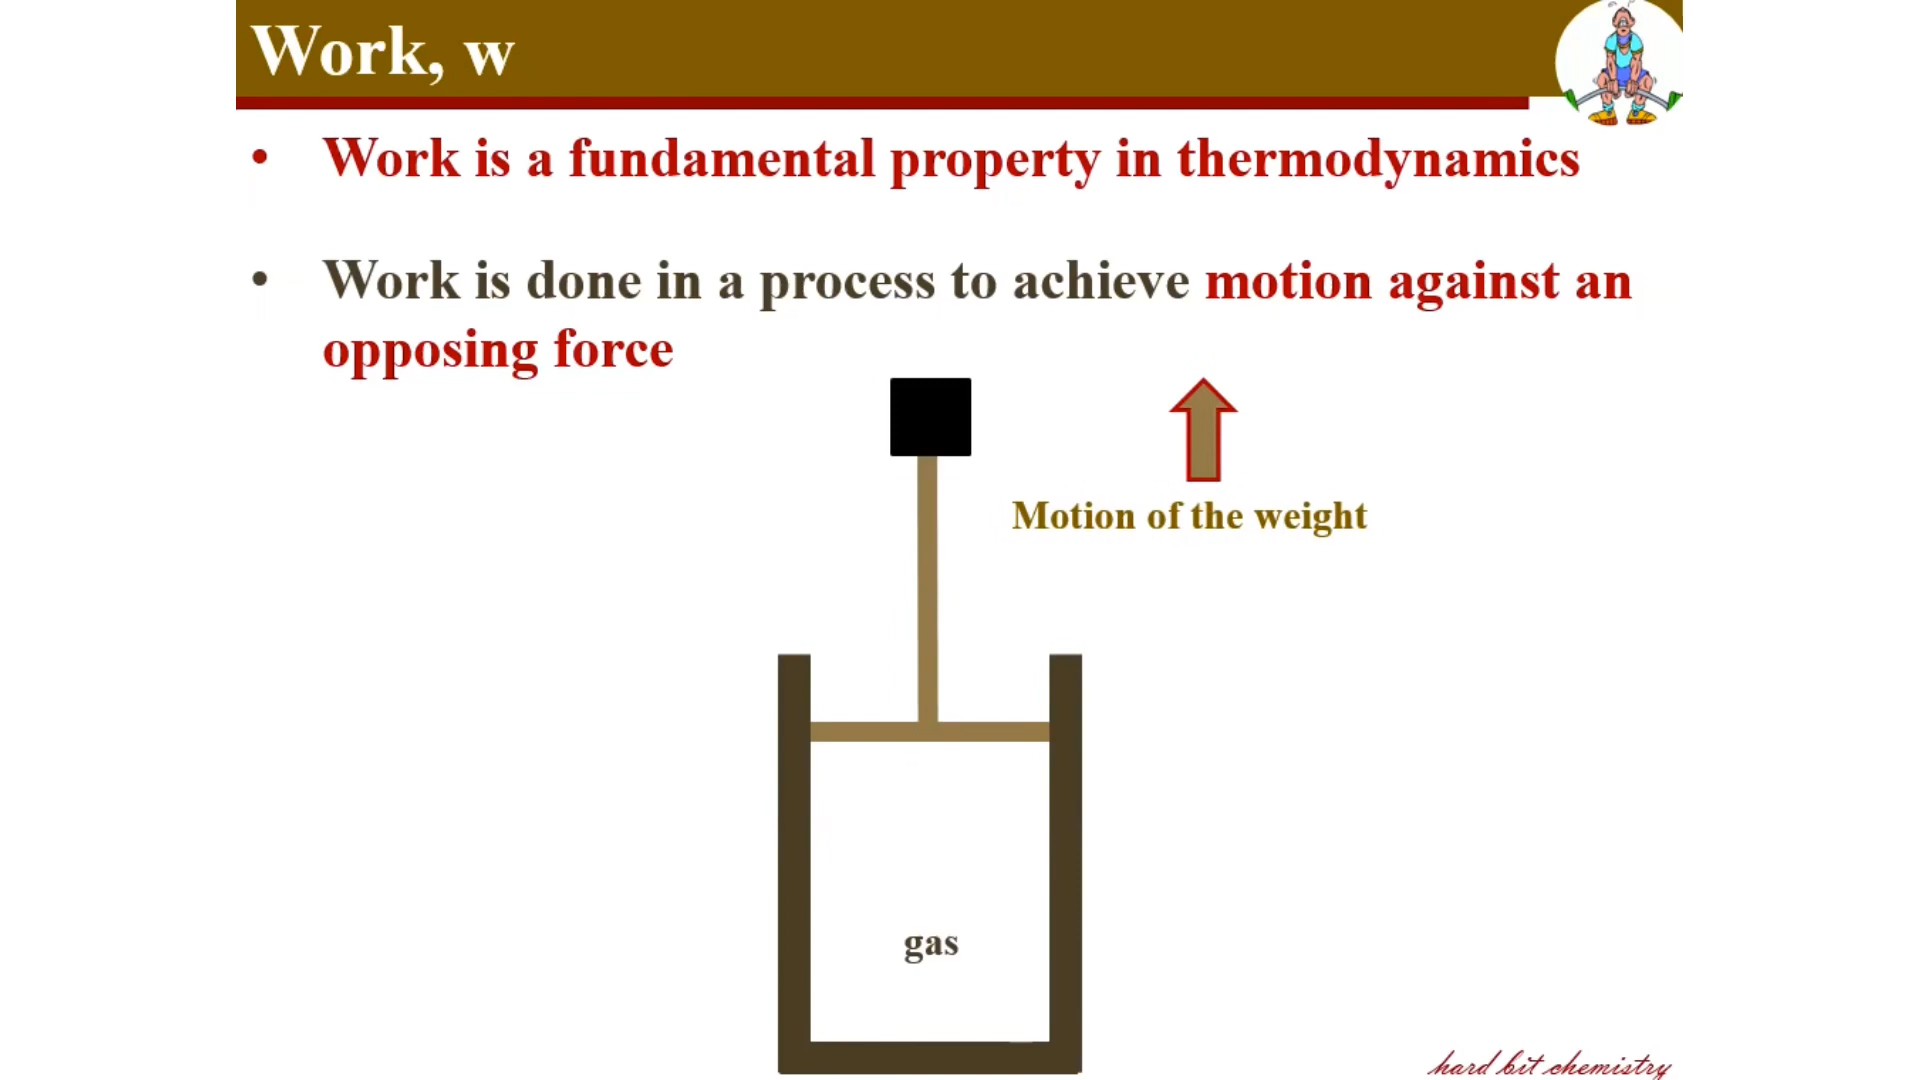 Work, w
• Work is a fundamental property in thermodynamics
• Work is done in a process to achieve motion against an
opposing force
Motion of the weight
gas
hard bit chemistry